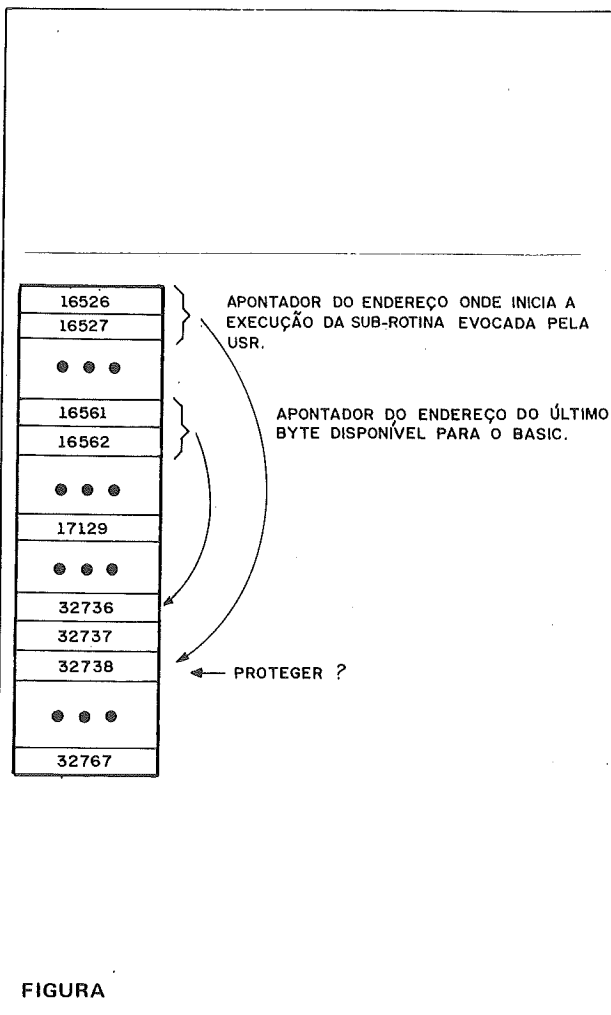 16526
16527
APONTADOR DO ENDEREÇO ONDE INICIA A
EXECUÇÃO DA SUB-ROTINA EVOCADA PELA
USR.
16561
16562
APONTADOR DO ENDEREÇO DO ÚLTIMO
BYTE DISPONÍVEL PARA O BASIC.
17129
32736
32737
32738
PROTEGER ?
32767
FIGURA